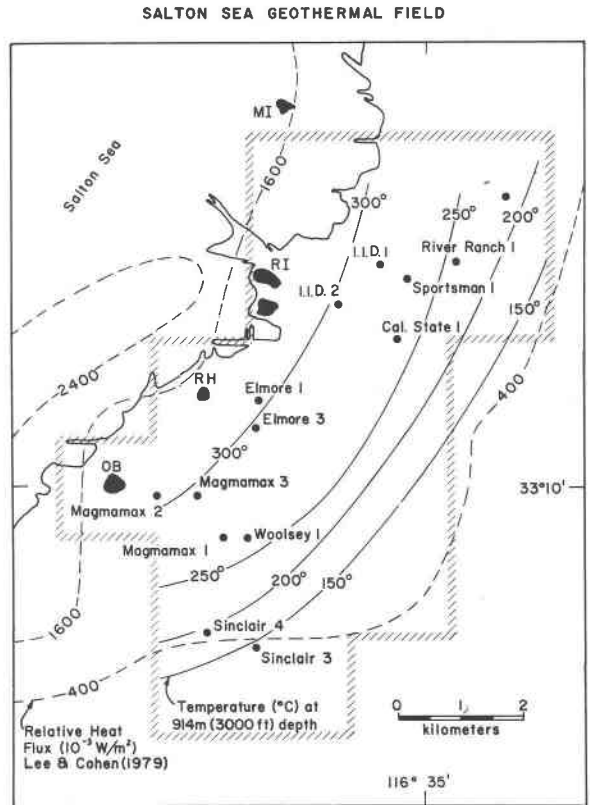 SALTON SEA GEOTHERMAL FIELD
MI
1600
Salton Sea
300°
250°
200°
I.I.D. 1
River Ranch 1
RI
I.I.D. 2
Sportsman 1
150°
Cal. State 1
2400
400
RH
Elmore 1
Elmore 3
300°
OB
Magmamax 3
33°10'
Magmamax 2
Magmamax 1
Woolsey 1
250°
200°
150°
1600
Sinclair 4
Sinclair 3
400
Temperature (°C) at
914m (3000 ft) depth
Relative Heat
Flux (10⁻³ W/m²)
Lee & Cohen (1979)
0 1 2
kilometers
116° 35'